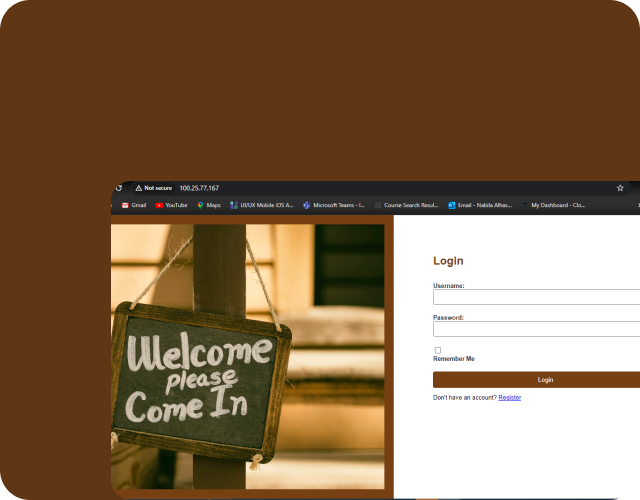 Not secure 100.25.77.167
Gmail YouTube Maps UI/UX Mobile iOS A... Microsoft Teams - I... Course Search Resul... Email - Nabila Alhas... My Dashboard - Clo...
Welcome
please
Come In
Login
Username:
Password:
Remember Me
Login
Don't have an account? Register